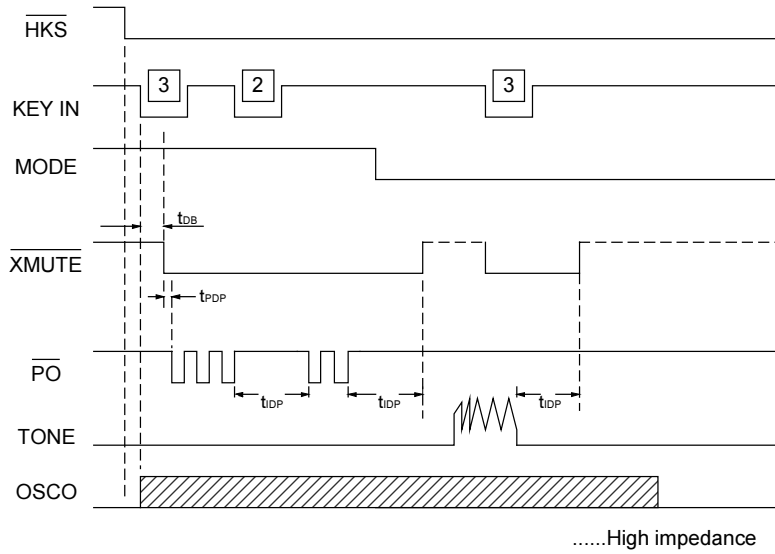 HKS
3 2 3
KEY IN
MODE
tDB
XMUTE
tPDP
PO
tIDP tIDP tIDP
TONE
OSCO
......High impedance